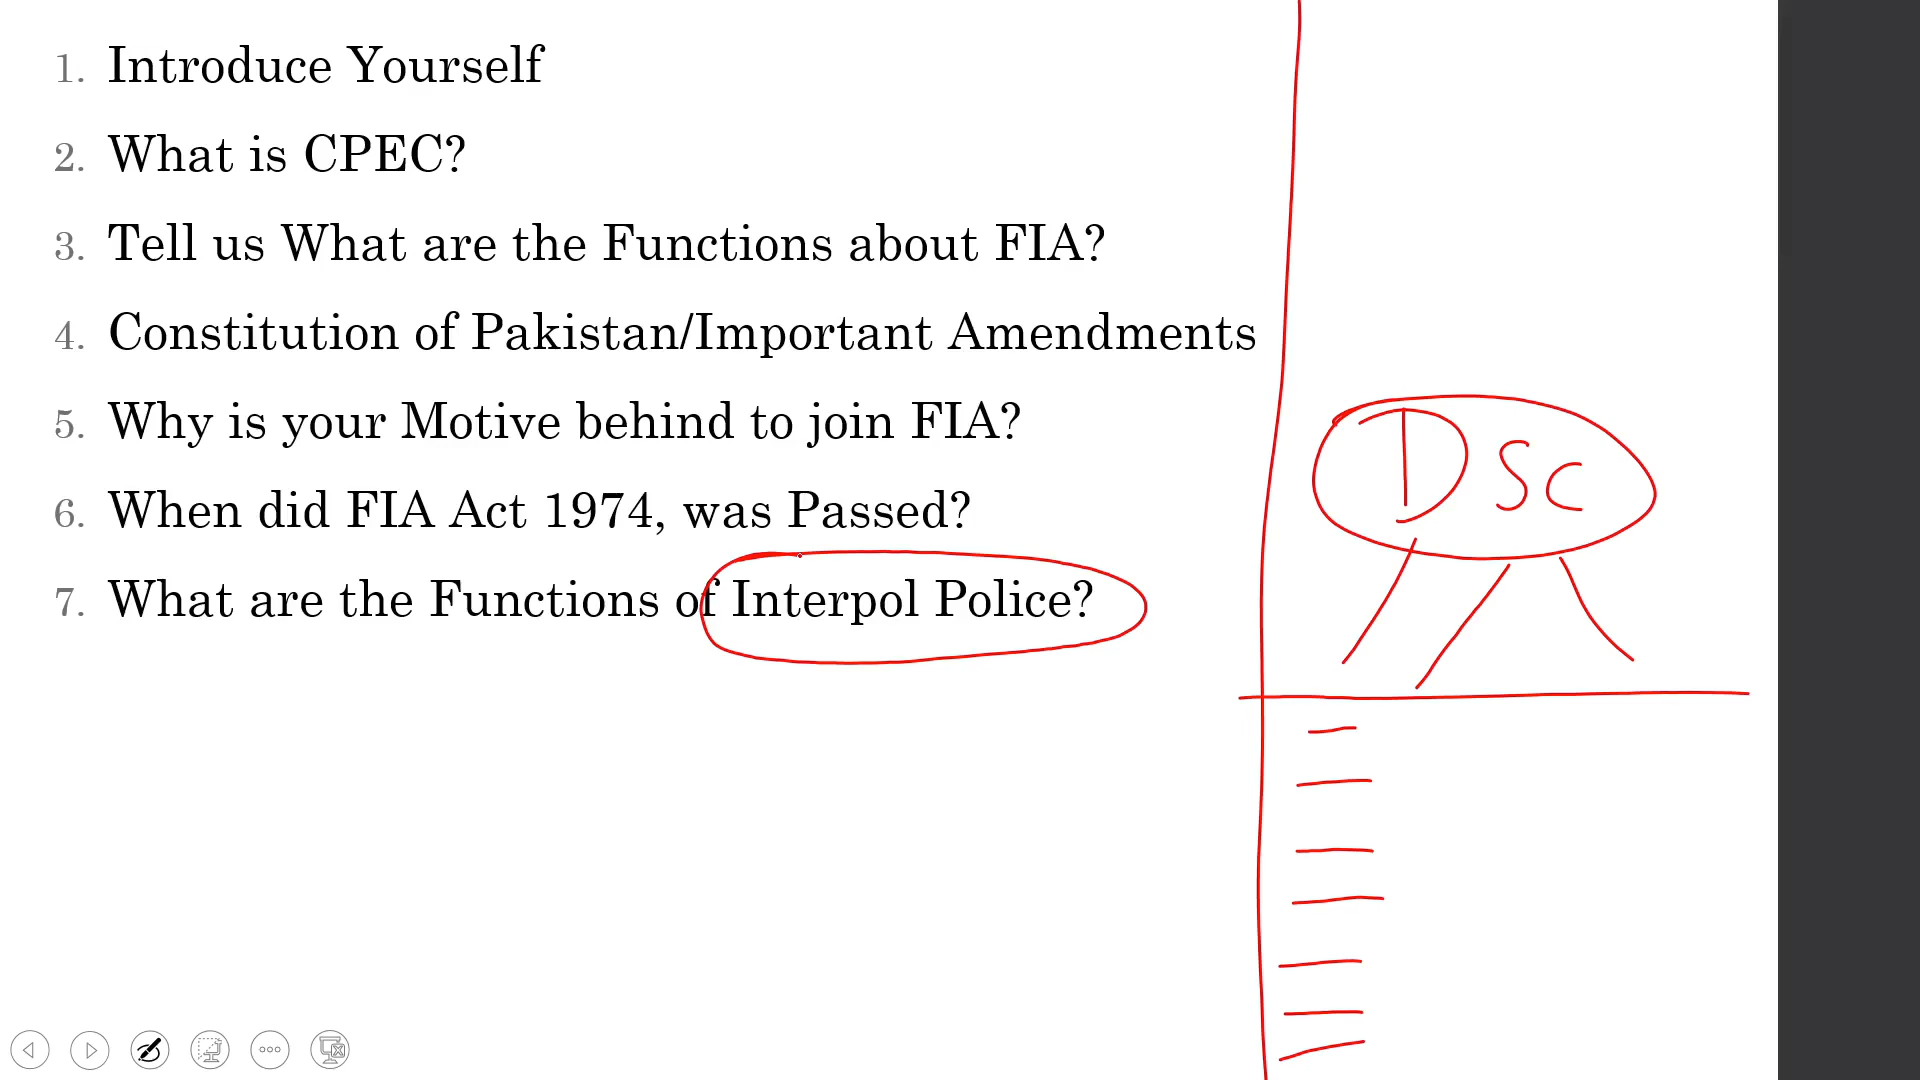 1. Introduce Yourself
2. What is CPEC?
3. Tell us What are the Functions about FIA?
4. Constitution of Pakistan/Important Amendments
5. Why is your Motive behind to join FIA?
6. When did FIA Act 1974, was Passed?
7. What are the Functions of Interpol Police?
DSC